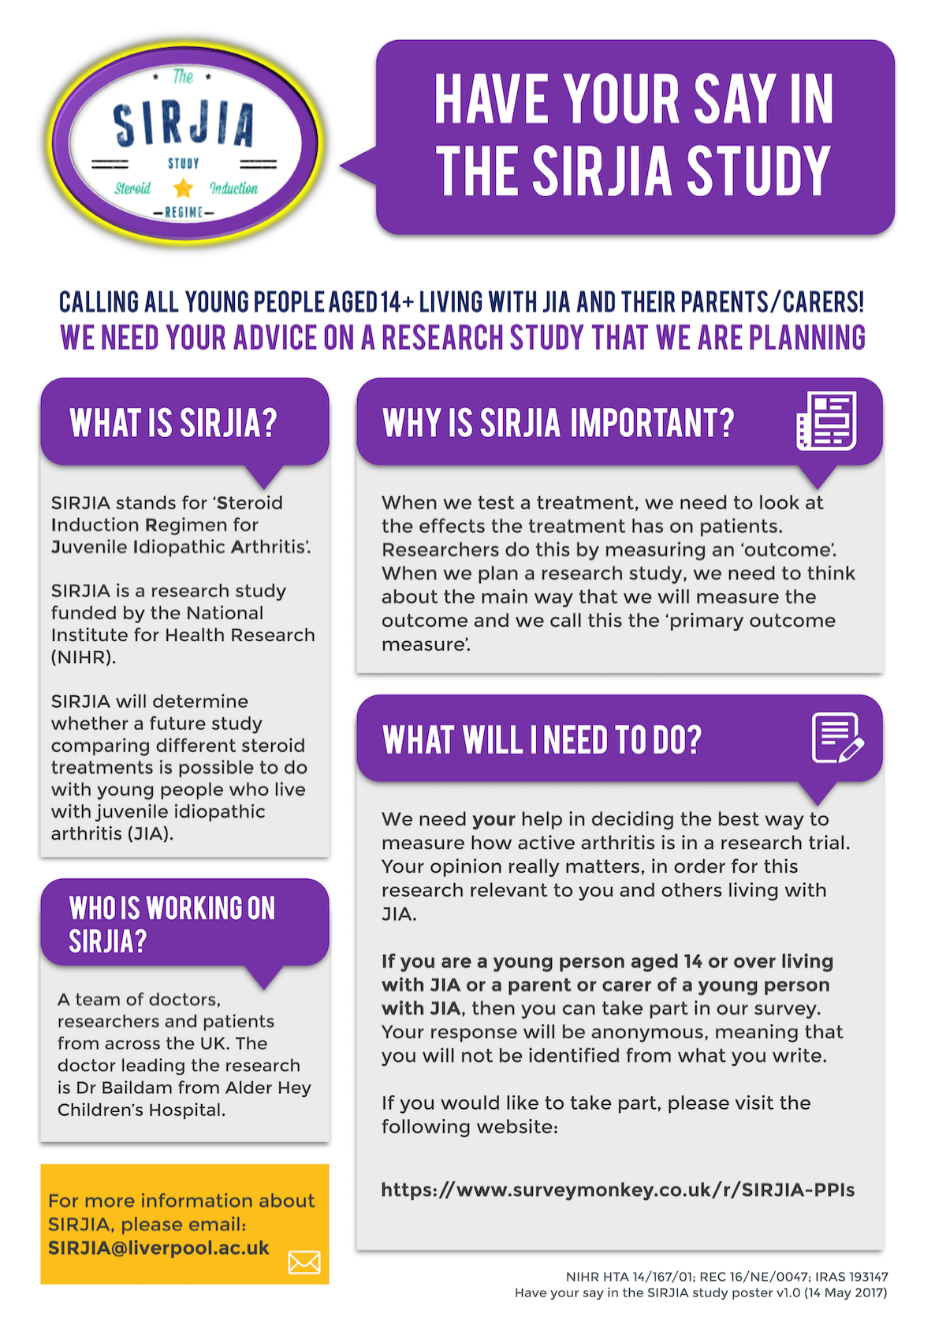 The
SIRJIA
STUDY
Steroid Induction
REGIME
HAVE YOUR SAY IN
THE SIRJIA STUDY
CALLING ALL YOUNG PEOPLE AGED 14+ LIVING WITH JIA AND THEIR PARENTS/CARERS!
WE NEED YOUR ADVICE ON A RESEARCH STUDY THAT WE ARE PLANNING
WHAT IS SIRJIA?
SIRJIA stands for ‘Steroid
Induction Regimen for
Juvenile Idiopathic Arthritis’.
SIRJIA is a research study
funded by the National
Institute for Health Research
(NIHR).
SIRJIA will determine
whether a future study
comparing different steroid
treatments is possible to do
with young people who live
with juvenile idiopathic
arthritis (JIA).
WHO IS WORKING ON
SIRJIA?
A team of doctors,
researchers and patients
from across the UK. The
doctor leading the research
is Dr Baildam from Alder Hey
Children’s Hospital.
For more information about
SIRJIA, please email:
SIRJIA@liverpool.ac.uk
WHY IS SIRJIA IMPORTANT?
When we test a treatment, we need to look at
the effects the treatment has on patients.
Researchers do this by measuring an ‘outcome’.
When we plan a research study, we need to think
about the main way that we will measure the
outcome and we call this the ‘primary outcome
measure’.
WHAT WILL I NEED TO DO?
We need your help in deciding the best way to
measure how active arthritis is in a research trial.
Your opinion really matters, in order for this
research relevant to you and others living with
JIA.
If you are a young person aged 14 or over living
with JIA or a parent or carer of a young person
with JIA, then you can take part in our survey.
Your response will be anonymous, meaning that
you will not be identified from what you write.
If you would like to take part, please visit the
following website:
https://www.surveymonkey.co.uk/r/SIRJIA-PPIs
NIHR HTA 14/167/01; REC 16/NE/0047; IRAS 193147
Have your say in the SIRJIA study poster v1.0 (14 May 2017)